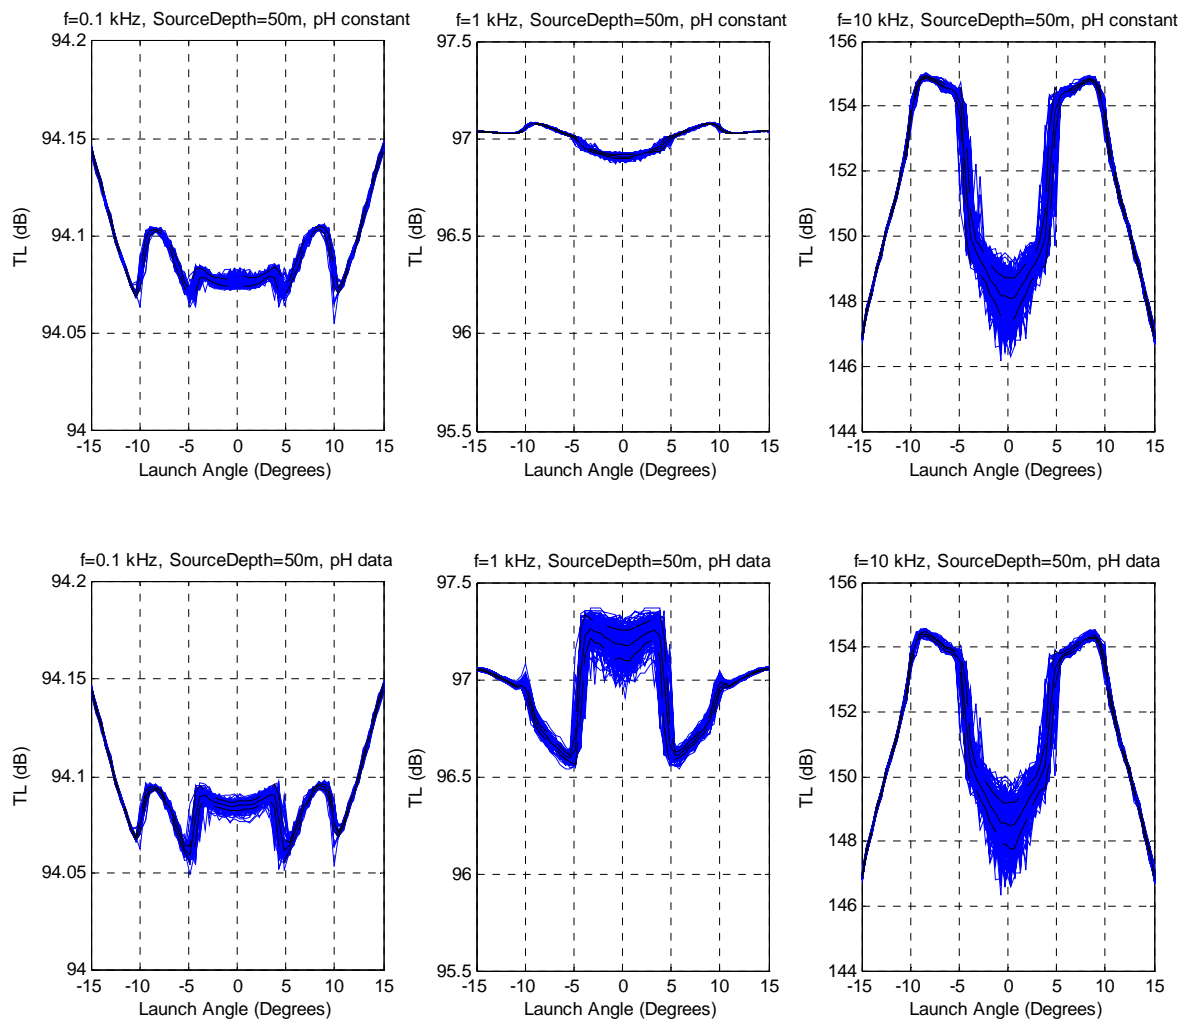 f=0.1 kHz, SourceDepth=50m, pH constant
94.2
94.15
94.1
94.05
94
TL (dB)
-15 -10 -5 0 5 10 15
Launch Angle (Degrees)
f=1 kHz, SourceDepth=50m, pH constant
97.5
97
96.5
96
95.5
TL (dB)
-15 -10 -5 0 5 10 15
Launch Angle (Degrees)
f=10 kHz, SourceDepth=50m, pH constant
156
154
152
150
148
146
144
TL (dB)
-15 -10 -5 0 5 10 15
Launch Angle (Degrees)
f=0.1 kHz, SourceDepth=50m, pH data
94.2
94.15
94.1
94.05
94
TL (dB)
-15 -10 -5 0 5 10 15
Launch Angle (Degrees)
f=1 kHz, SourceDepth=50m, pH data
97.5
97
96.5
96
95.5
TL (dB)
-15 -10 -5 0 5 10 15
Launch Angle (Degrees)
f=10 kHz, SourceDepth=50m, pH data
156
154
152
150
148
146
144
TL (dB)
-15 -10 -5 0 5 10 15
Launch Angle (Degrees)